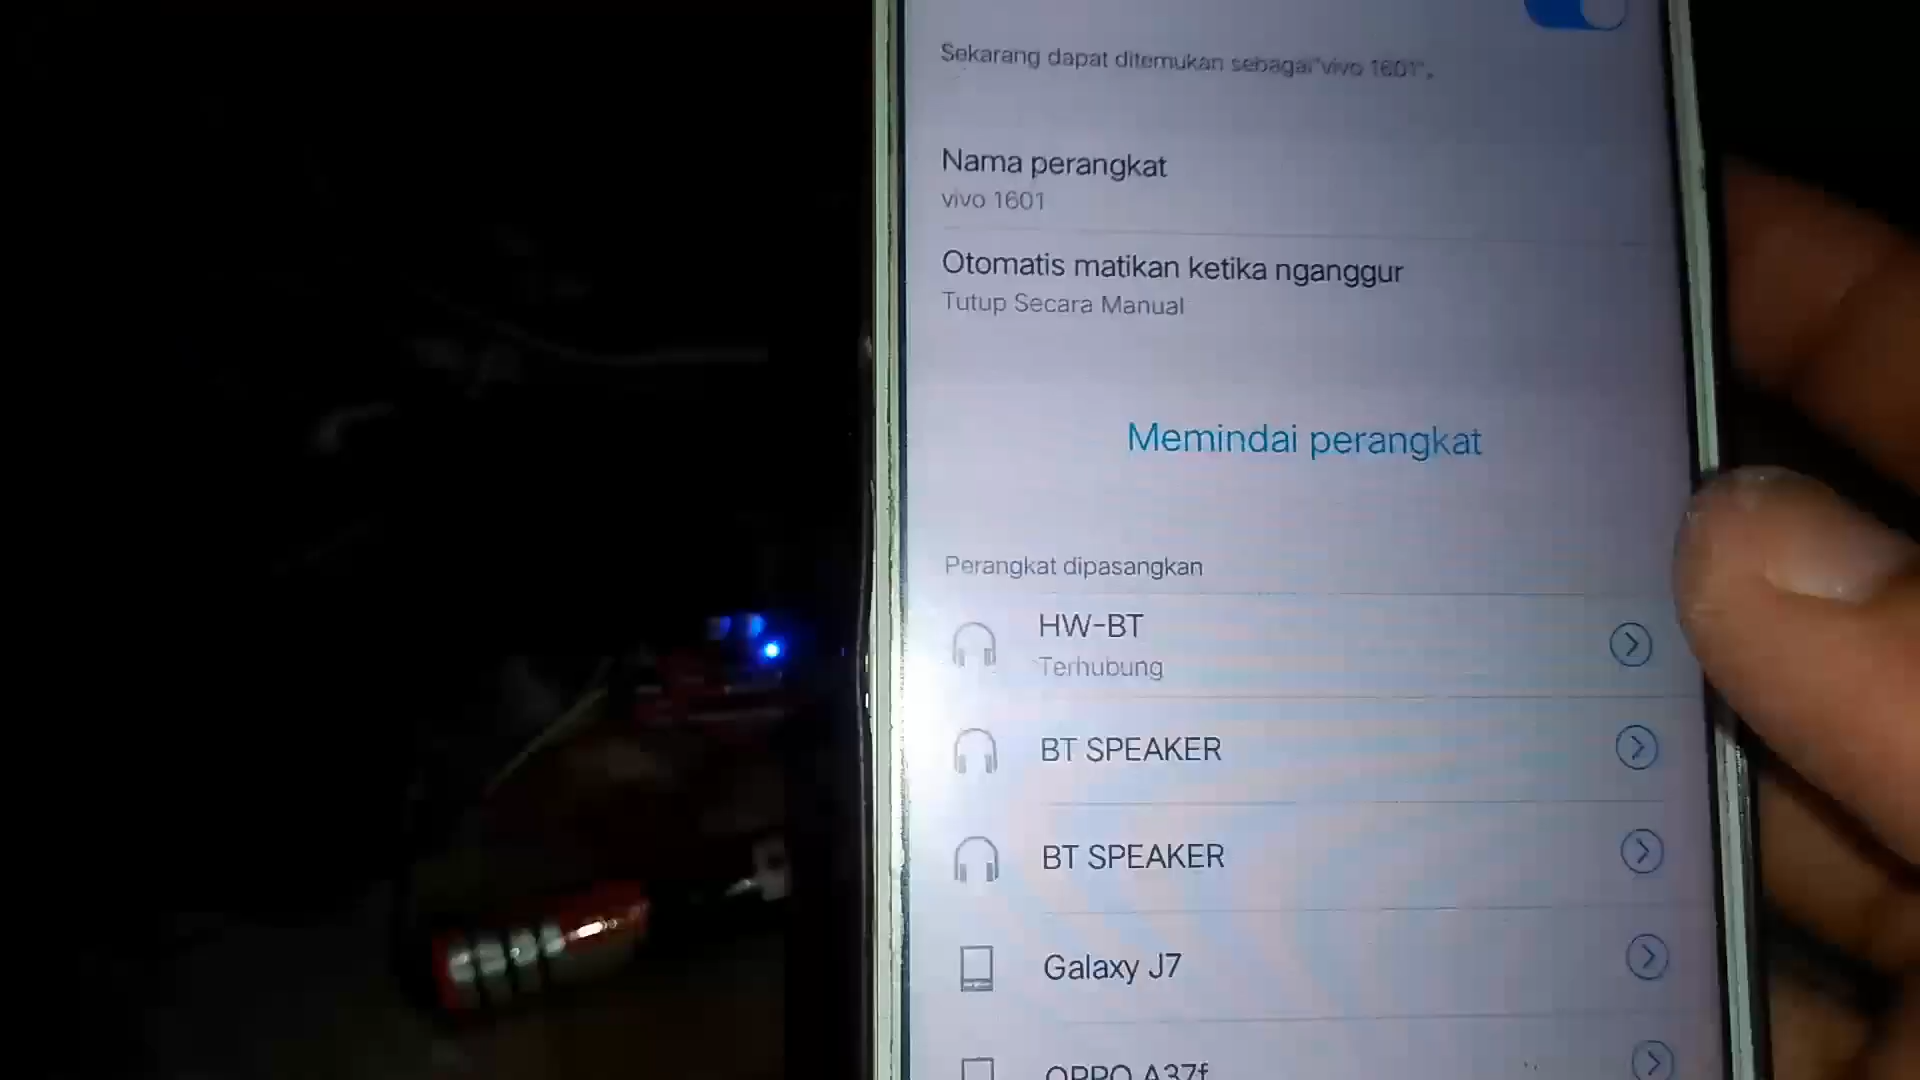 Sekarang dapat ditemukan sebagai"vivo 1601".
Nama perangkat
vivo 1601
Otomatis matikan ketika nganggur
Tutup Secara Manual
Memindai perangkat
Perangkat dipasangkan
HW-BT
Terhubung
BT SPEAKER
BT SPEAKER
Galaxy J7
OPPO A37f